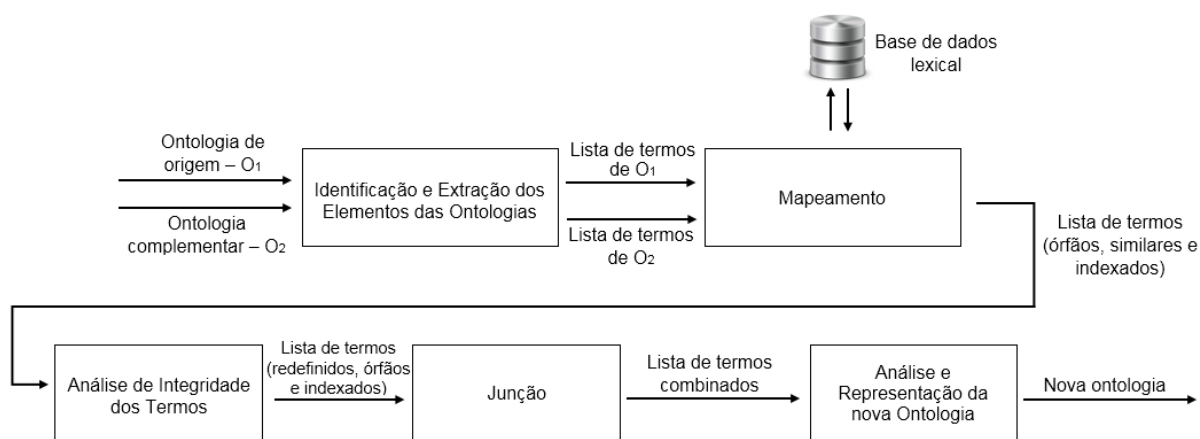 Base de dados
lexical
Ontologia de
origem – O1
Ontologia
complementar – O2
Identificação e Extração dos
Elementos das Ontologias
Lista de termos
de O1
Lista de termos
de O2
Mapeamento
Lista de termos
(órfãos, similares e
indexados)
Análise de Integridade
dos Termos
Lista de termos
(redefinidos, órfãos
e indexados)
Junção
Lista de termos
combinados
Análise e
Representação da
nova Ontologia
Nova ontologia